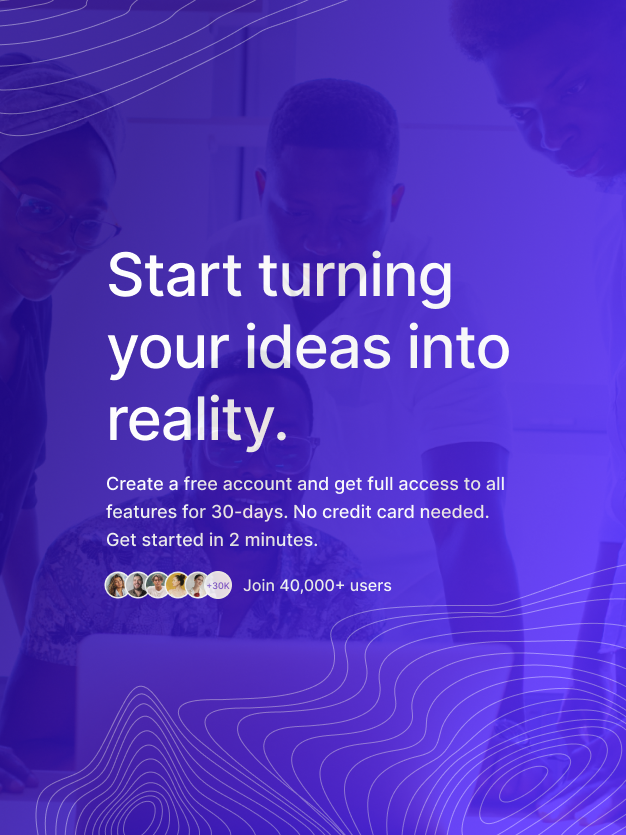 Start turning
your ideas into
reality.
Create a free account and get full access to all
features for 30-days. No credit card needed.
Get started in 2 minutes.
+30K Join 40,000+ users